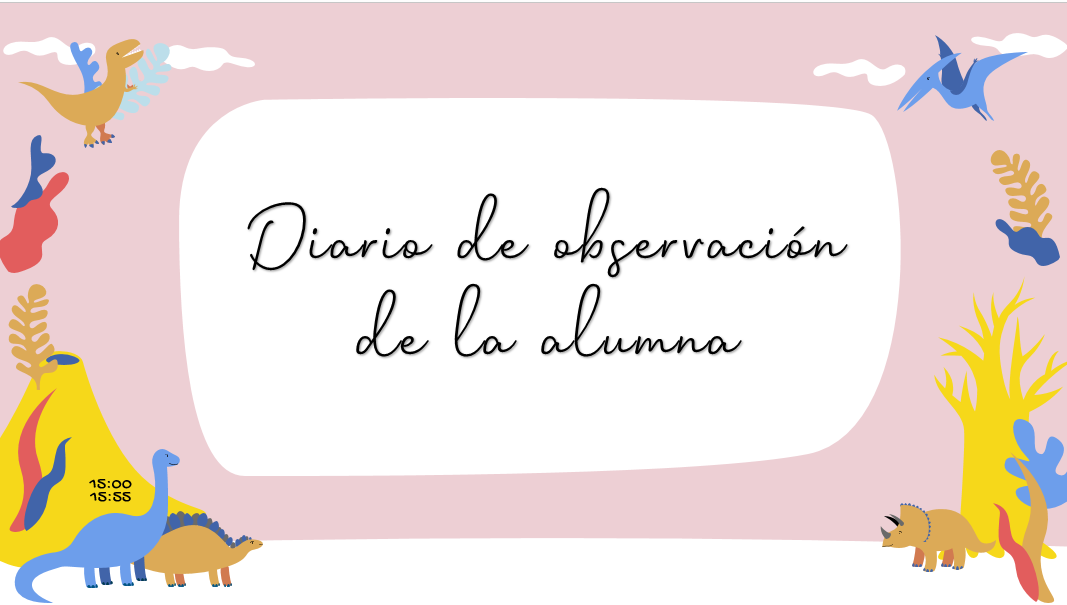 Diario de observación
de la alumna
15:00
15:55